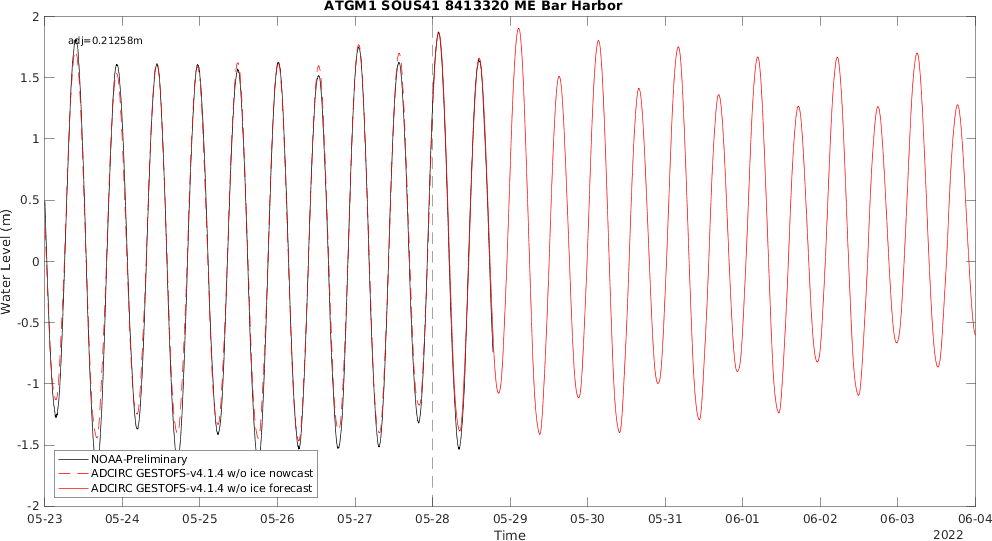 ATGM1 SOUS41 8413320 ME Bar Harbor
adj=0.21258m
Water Level (m)
2
1.5
1
0.5
0
-0.5
-1
-1.5
-2
NOAA-Preliminary
ADCIRC GESTOFS-v4.1.4 w/o ice nowcast
ADCIRC GESTOFS-v4.1.4 w/o ice forecast
05-23 05-24 05-25 05-26 05-27 05-28 05-29 05-30 05-31 06-01 06-02 06-03 06-04
Time
2022